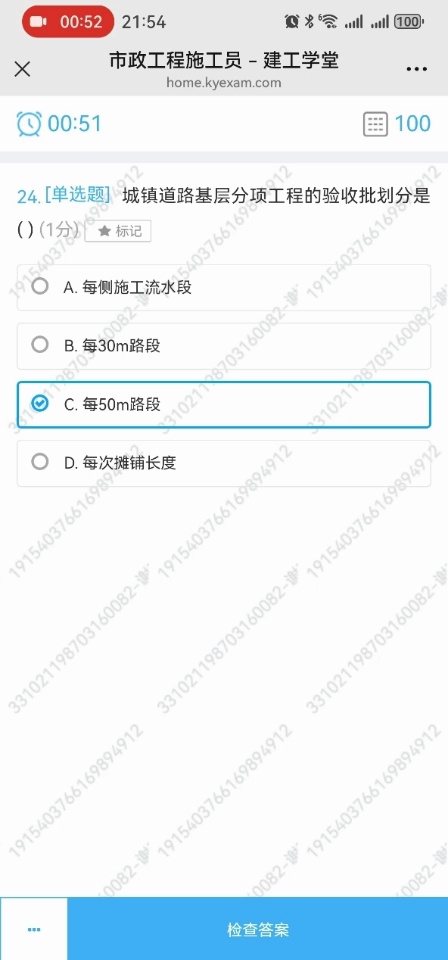 00:52 21:54 100
市政工程施工员 – 建工学堂
home.kyexam.com
00:51 100
24. [单选题] 城镇道路基层分项工程的验收批划分是
( ) (1分) ★ 标记
A. 每侧施工流水段
B. 每30m路段
C. 每50m路段
D. 每次摊铺长度
1915403766169894912
331021198703160082-谢
检查答案